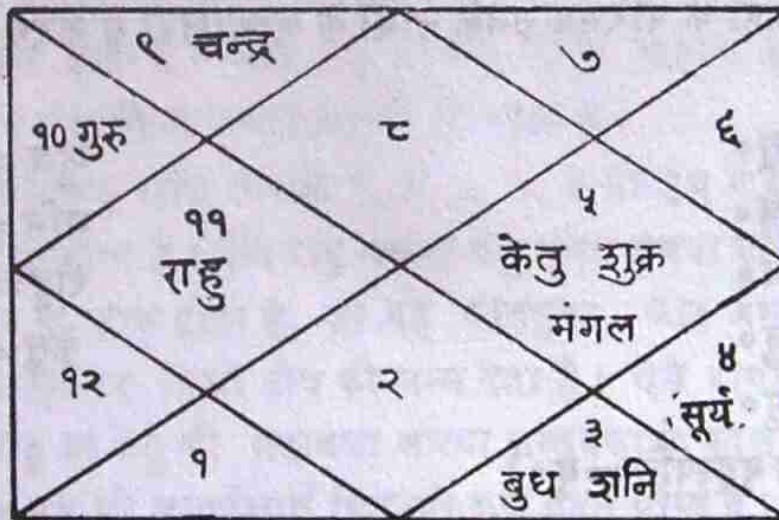 ९ चन्द्र
७
१० गुरु
८
६
११
राहु
५
केतु शुक्र
मंगल
१२
२
४
सूर्य
१
३
बुध शनि